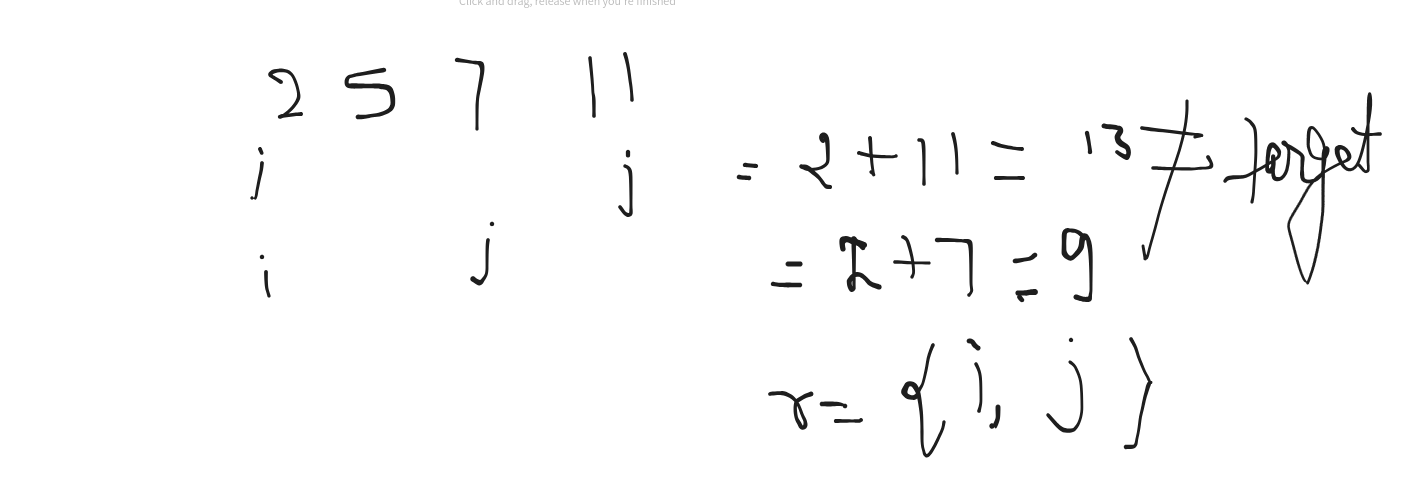 Click and drag, release when you're finished
2 5 7 11
i j = 2 + 11 = 13 ≠ target
i j = 2 + 7 = 9
r = { i, j }